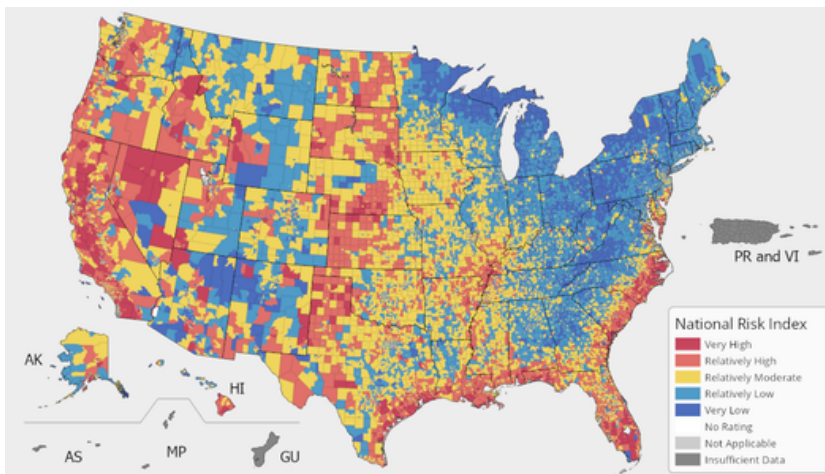 PR and VI
AK
HI
AS
MP
GU
National Risk Index
Very High
Relatively High
Relatively Moderate
Relatively Low
Very Low
No Rating
Not Applicable
Insufficient Data